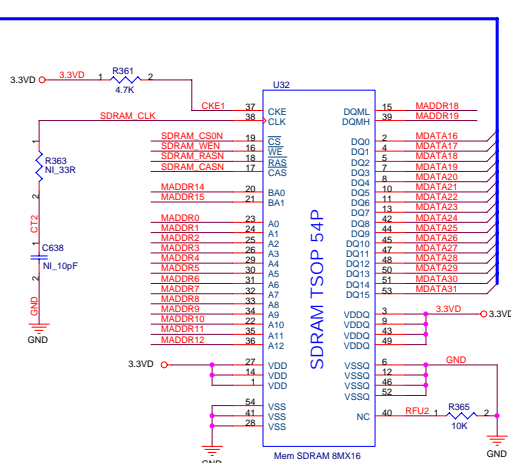 R361
3.3VD 3.3VD 1 2
4.7K
U32
CKE1 37 CKE DQML 15 MADDR18
SDRAM_CLK 38 CLK DQMH 39 MADDR19
SDRAM_CS0N 19 CS DQ0 2 MDATA16
SDRAM_WEN 16 WE DQ1 4 MDATA17
SDRAM_RASN 18 RAS DQ2 5 MDATA18
SDRAM_CASN 17 CAS DQ3 7 MDATA19
DQ4 8 MDATA20
MADDR14 20 BA0 DQ5 10 MDATA21
MADDR15 21 BA1 DQ6 11 MDATA22
DQ7 13 MDATA23
MADDR0 23 A0 DQ8 42 MDATA24
MADDR1 24 A1 DQ9 44 MDATA25
MADDR2 25 A2 DQ10 45 MDATA26
MADDR3 26 A3 DQ11 47 MDATA27
MADDR4 29 A4 DQ12 48 MDATA28
MADDR5 30 A5 DQ13 50 MDATA29
MADDR6 31 A6 DQ14 51 MDATA30
MADDR7 32 A7 DQ15 53 MDATA31
MADDR8 33 A8
MADDR9 34 A9 VDDQ 3 3.3VD 3.3VD
MADDR10 22 A10 VDDQ 9
MADDR11 35 A11 VDDQ 43
MADDR12 36 A12 VDDQ 49
3.3VD 27 VDD VSSQ 6 GND
14 VDD VSSQ 12
1 VDD VSSQ 46
VSSQ 52
54 VSS
41 VSS NC 40 RFU2 1 R365 2
28 VSS 10K
GND
GND
SDRAM TSOP 54P
Mem SDRAM 8MX16
1
R363
NI_33R
2
CT2
1
C638
NI_10pF
2
GND
GND